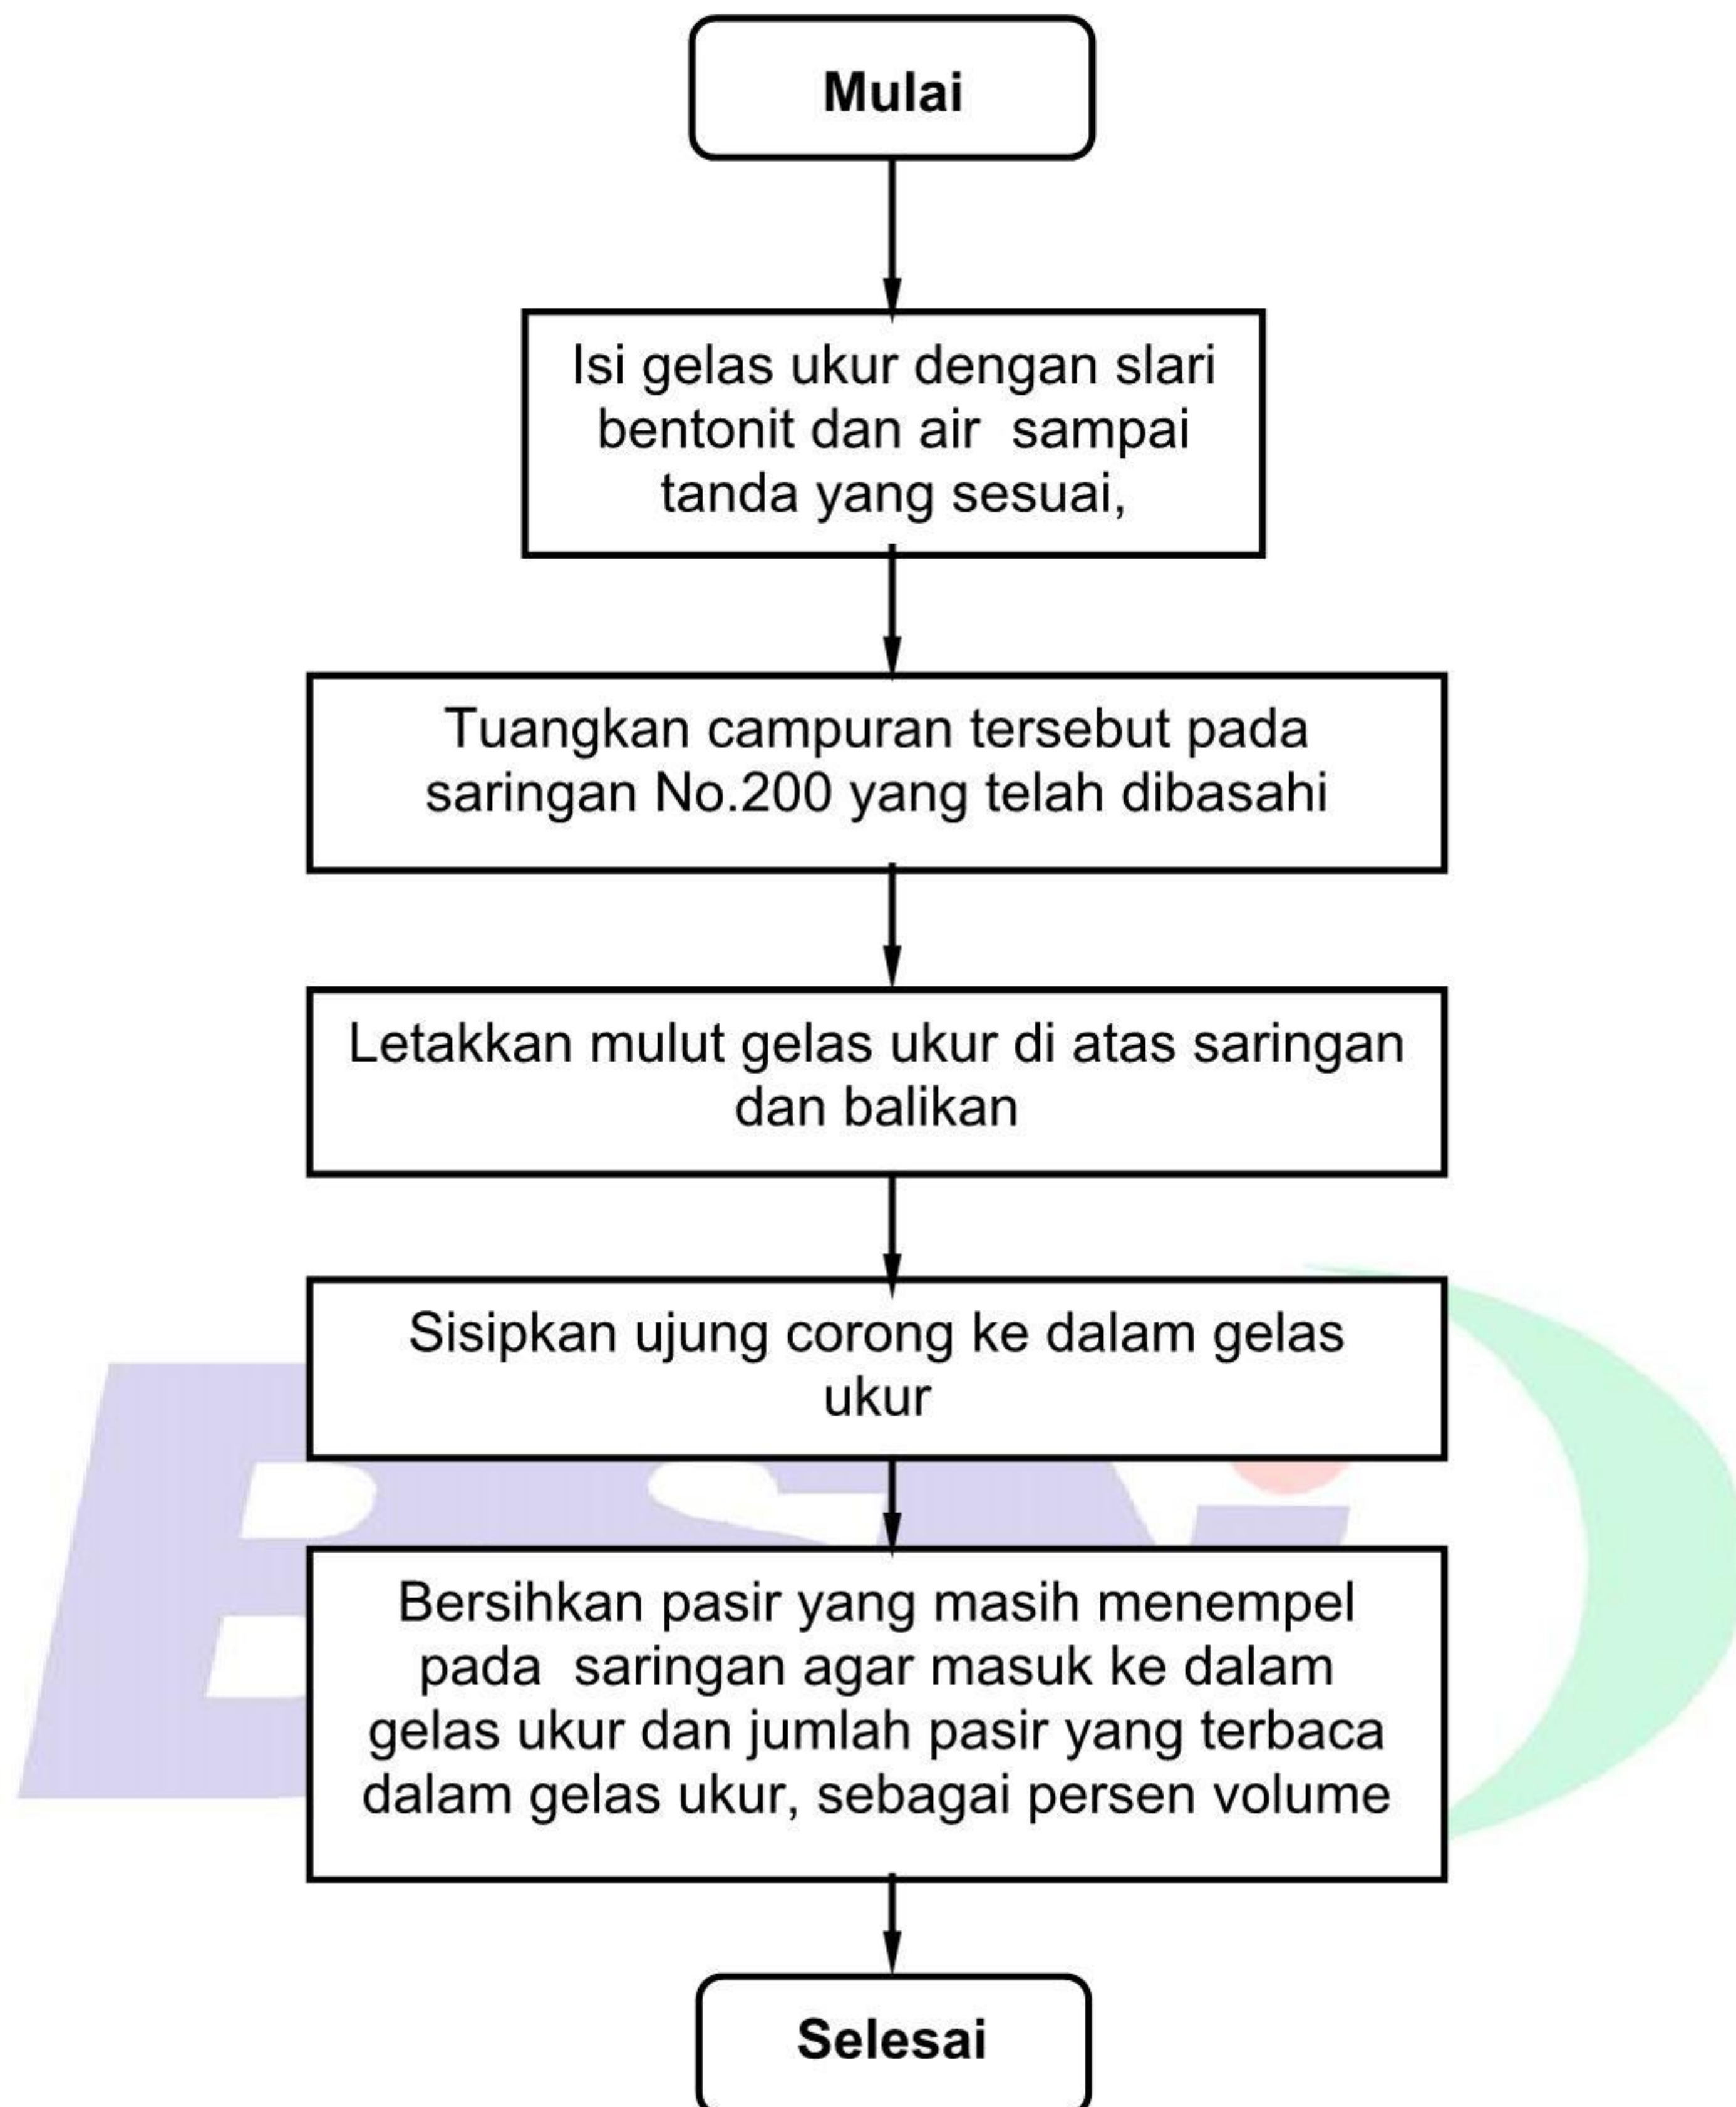 Mulai
Isi gelas ukur dengan slari
bentonit dan air sampai
tanda yang sesuai,
Tuangkan campuran tersebut pada
saringan No.200 yang telah dibasahi
Letakkan mulut gelas ukur di atas saringan
dan balikan
Sisipkan ujung corong ke dalam gelas
ukur
Bersihkan pasir yang masih menempel
pada saringan agar masuk ke dalam
gelas ukur dan jumlah pasir yang terbaca
dalam gelas ukur, sebagai persen volume
Selesai